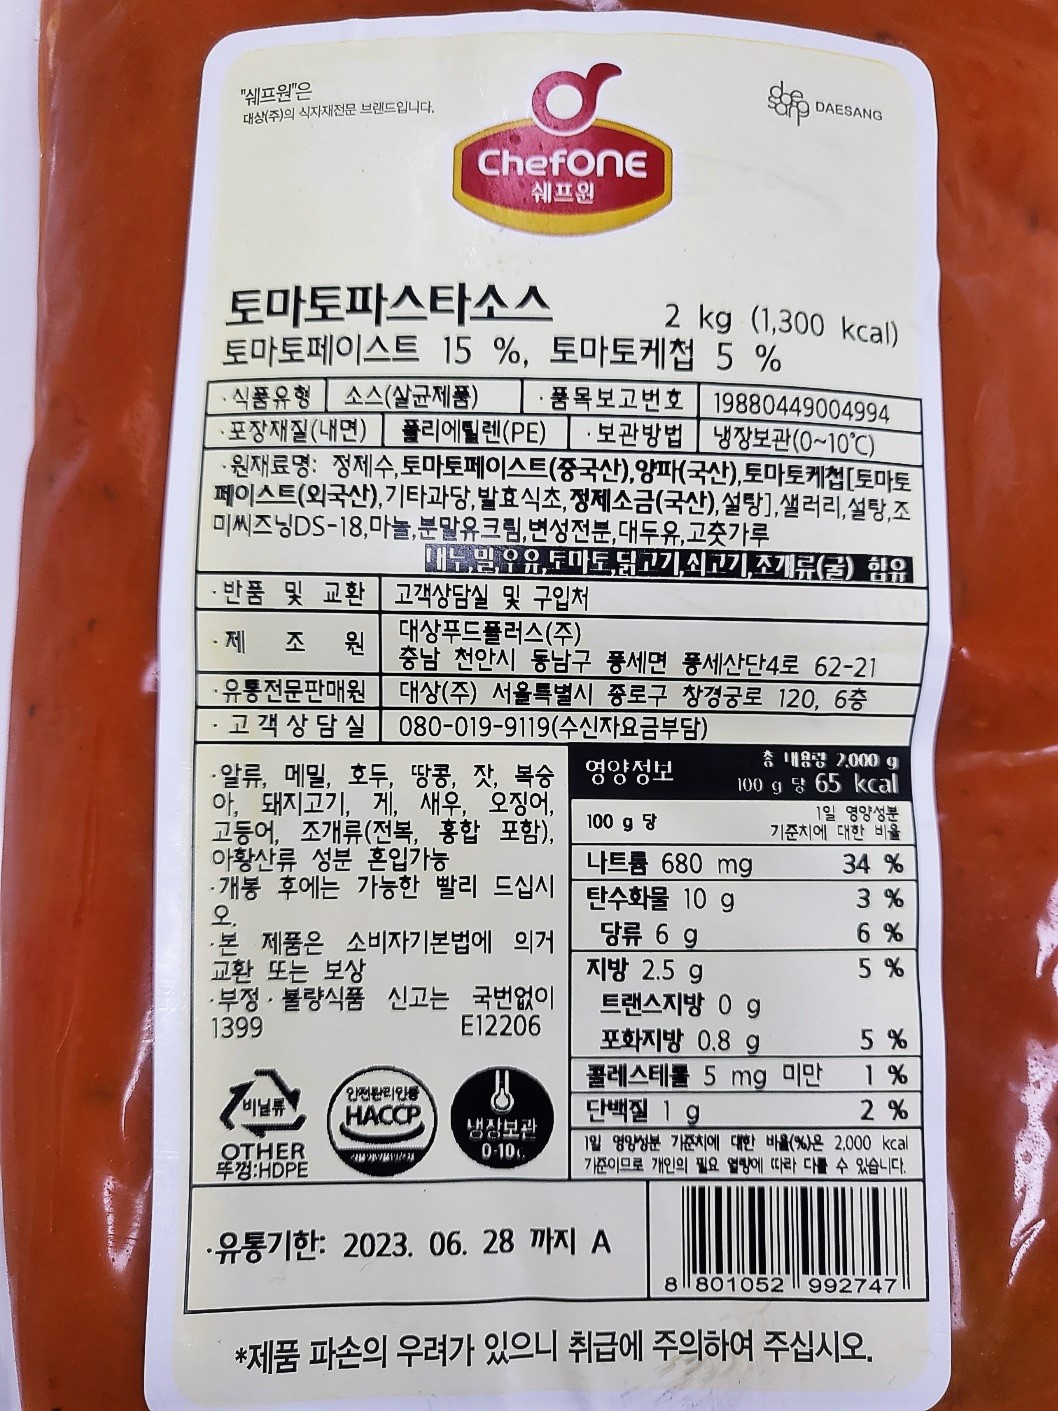 "쉐프원"은
대상(주)의 식자재전문 브랜드입니다.
ChefONE
쉐프원
DAESANG
토마토파스타소스
2 kg (1,300 kcal)
토마토페이스트 15 %, 토마토케첩 5 %
·식품유형 소스(살균제품) ·품목보고번호 19880449004994
·포장재질(내면) 폴리에틸렌(PE) ·보관방법 냉장보관(0~10℃)
·원재료명: 정제수,토마토페이스트(중국산),양파(국산),토마토케첩[토마토
페이스트(외국산),기타과당,발효식초,정제소금(국산),설탕],샐러리,설탕,조
미씨즈닝DS-18,마늘,분말유크림,변성전분,대두유,고춧가루
대두,밀,우유,토마토,닭고기,쇠고기,조개류(굴) 함유
·반품 및 교환 고객상담실 및 구입처
·제 조 원 대상푸드플러스(주)
충남 천안시 동남구 풍세면 풍세산단4로 62-21
·유통전문판매원 대상(주) 서울특별시 종로구 창경궁로 120, 6층
·고객상담실 080-019-9119(수신자요금부담)
·알류, 메밀, 호두, 땅콩, 잣, 복숭
아, 돼지고기, 게, 새우, 오징어,
고등어, 조개류(전복, 홍합 포함),
아황산류 성분 혼입가능
·개봉 후에는 가능한 빨리 드십시
오.
·본 제품은 소비자기본법에 의거
교환 또는 보상
·부정·불량식품 신고는 국번없이
1399 E12206
비닐류
OTHER
뚜껑:HDPE
안전관리인증
HACCP
냉장보관
0-10℃
영양정보 총 내용량 2,000 g
100 g 당 65 kcal
100 g 당 1일 영양성분
기준치에 대한 비율
나트륨 680 mg 34 %
탄수화물 10 g 3 %
당류 6 g 6 %
지방 2.5 g 5 %
트랜스지방 0 g
포화지방 0.8 g 5 %
콜레스테롤 5 mg 미만 1 %
단백질 1 g 2 %
1일 영양성분 기준치에 대한 비율(%)은 2,000 kcal
기준이므로 개인의 필요 열량에 따라 다를 수 있습니다.
·유통기한: 2023. 06. 28 까지 A
8 801052 992747
*제품 파손의 우려가 있으니 취급에 주의하여 주십시오.